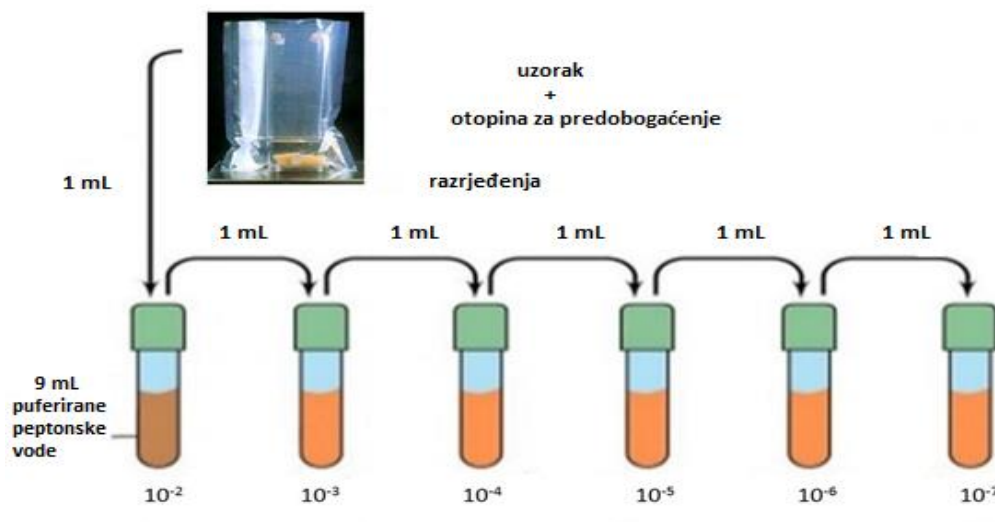 uzorak
+
otopina za predobogaćenje
razrjeđenja
1 mL
1 mL
1 mL
1 mL
1 mL
1 mL
9 mL
puferirane
peptonske
vode
10⁻²
10⁻³
10⁻⁴
10⁻⁵
10⁻⁶
10⁻⁷